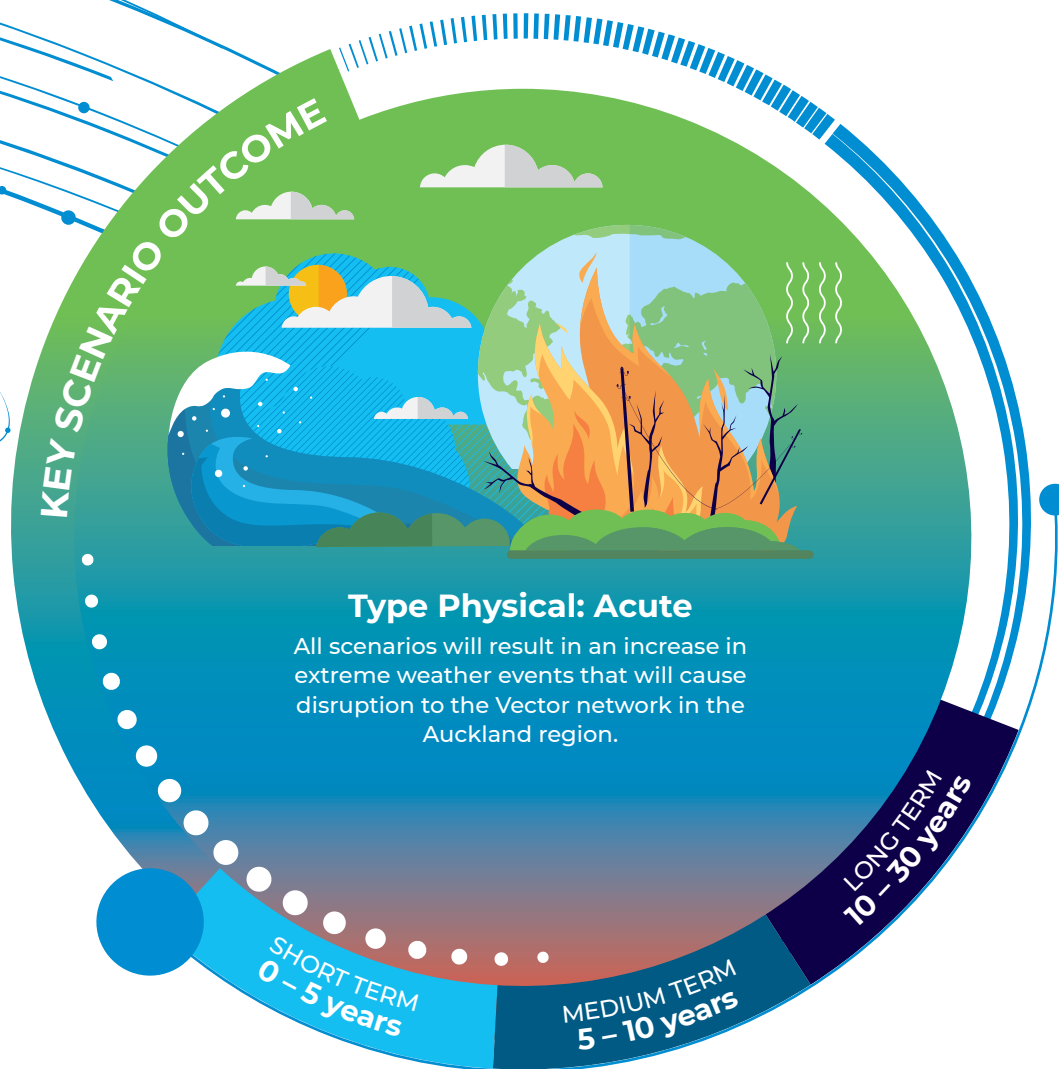 KEY SCENARIO OUTCOME
Type Physical: Acute
All scenarios will result in an increase in
extreme weather events that will cause
disruption to the Vector network in the
Auckland region.
SHORT TERM
0 – 5 years
MEDIUM TERM
5 – 10 years
LONG TERM
10 – 30 years